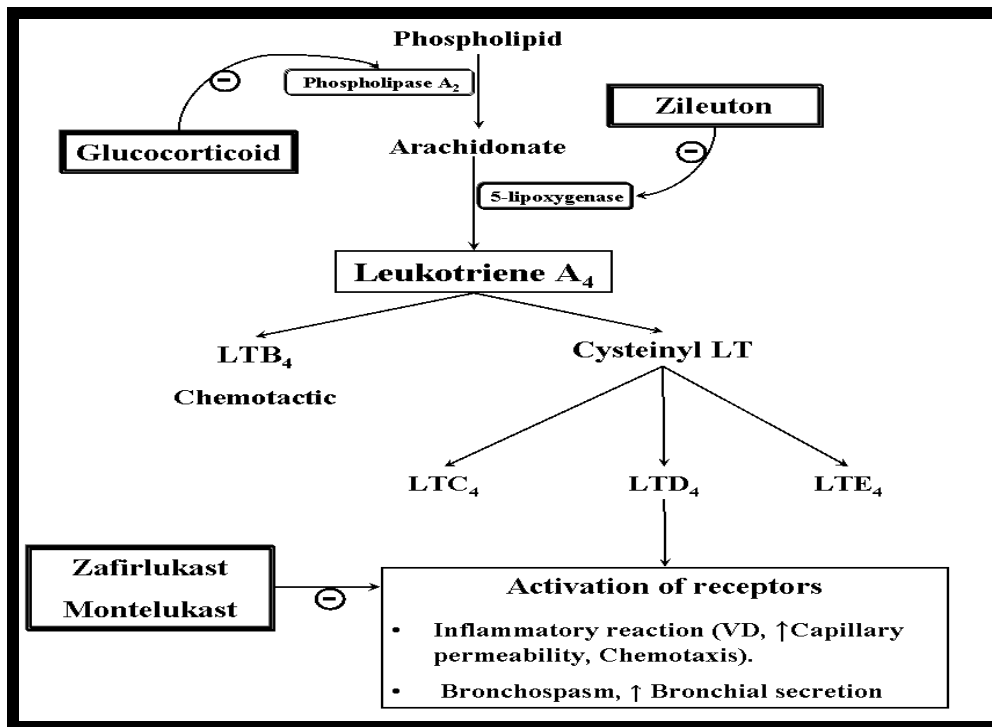 Phospholipid
Phospholipase A₂
Zileuton
Glucocorticoid
Arachidonate
5-lipoxygenase
Leukotriene A₄
LTB₄
Cysteinyl LT
Chemotactic
LTC₄
LTD₄
LTE₄
Zafirlukast
Montelukast
Activation of receptors
• Inflammatory reaction (VD, ↑Capillary
permeability, Chemotaxis).
• Bronchospasm, ↑ Bronchial secretion